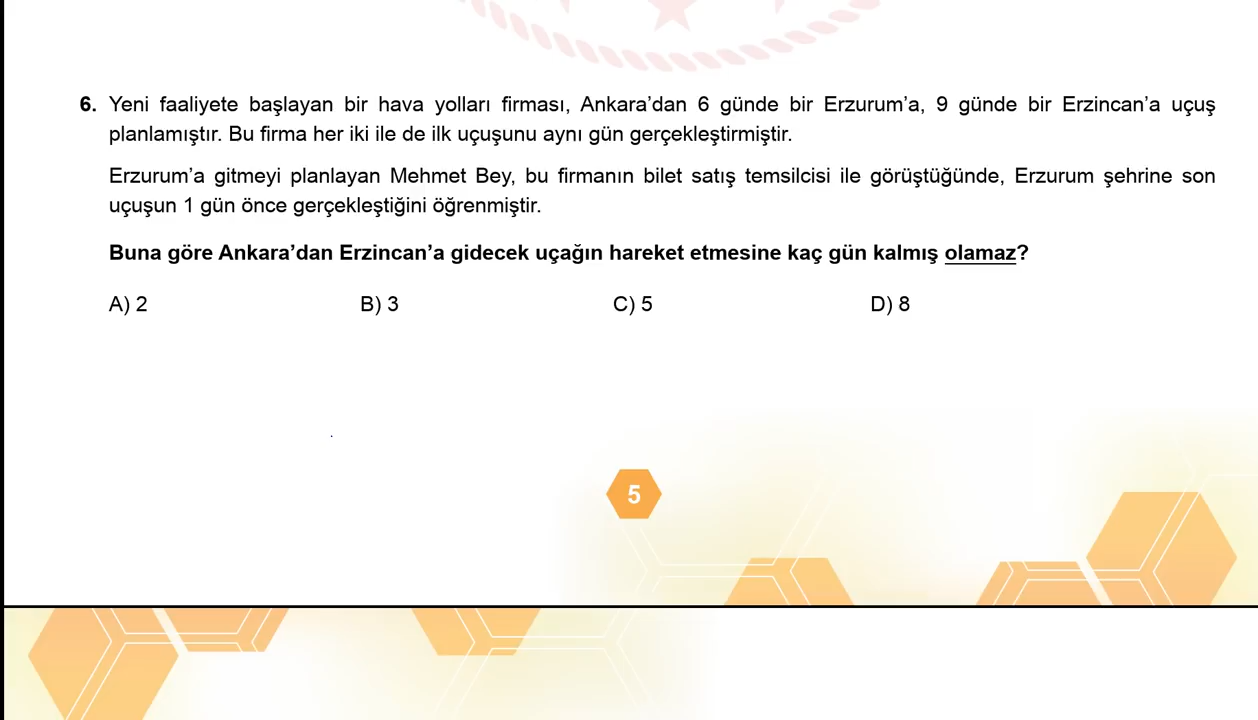 6. Yeni faaliyete başlayan bir hava yolları firması, Ankara’dan 6 günde bir Erzurum’a, 9 günde bir Erzincan’a uçuş
planlamıştır. Bu firma her iki ile de ilk uçuşunu aynı gün gerçekleştirmiştir.
Erzurum’a gitmeyi planlayan Mehmet Bey, bu firmanın bilet satış temsilcisi ile görüştüğünde, Erzurum şehrine son
uçuşun 1 gün önce gerçekleştiğini öğrenmiştir.
Buna göre Ankara’dan Erzincan’a gidecek uçağın hareket etmesine kaç gün kalmış olamaz?
A) 2 B) 3 C) 5 D) 8
5